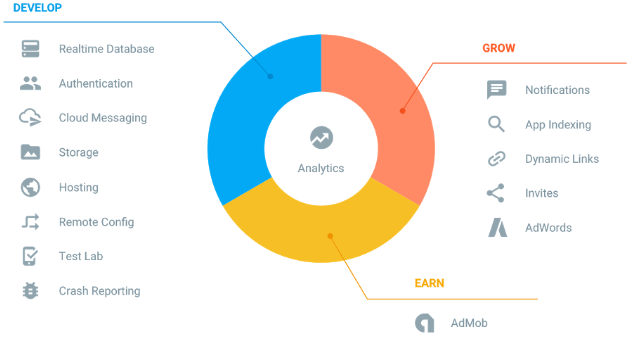 DEVELOP
Realtime Database
Authentication
Cloud Messaging
Storage
Hosting
Remote Config
Test Lab
Crash Reporting
Analytics
GROW
Notifications
App Indexing
Dynamic Links
Invites
AdWords
EARN
AdMob